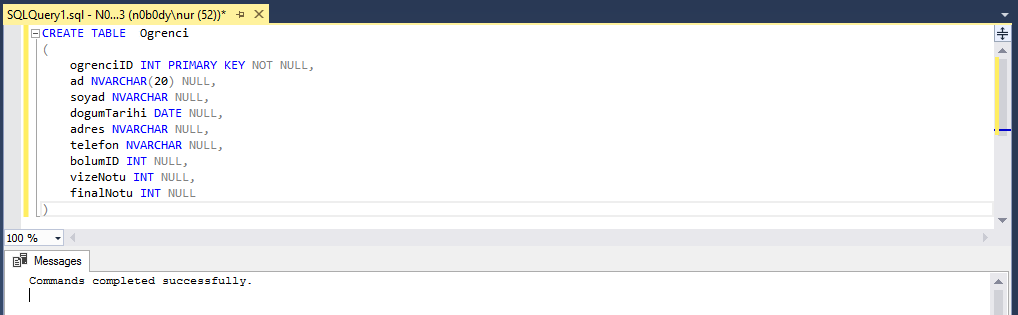 SQLQuery1.sql - N0...3 (n0b0dy\nur (52))*
CREATE TABLE Ogrenci
(
ogrenciID INT PRIMARY KEY NOT NULL,
ad NVARCHAR(20) NULL,
soyad NVARCHAR NULL,
dogumTarihi DATE NULL,
adres NVARCHAR NULL,
telefon NVARCHAR NULL,
bolumID INT NULL,
vizeNotu INT NULL,
finalNotu INT NULL
)
100 %
Messages
Commands completed successfully.